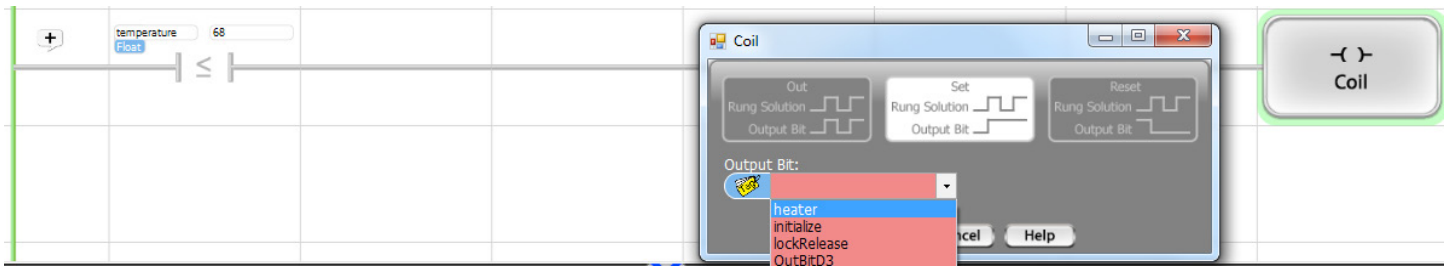 temperature 68
Float
≤
Coil
Out
Rung Solution
Output Bit
Set
Rung Solution
Output Bit
Reset
Rung Solution
Output Bit
Output Bit:
Tags
heater
initialize
lockRelease
OutBitD3
Help
Coil